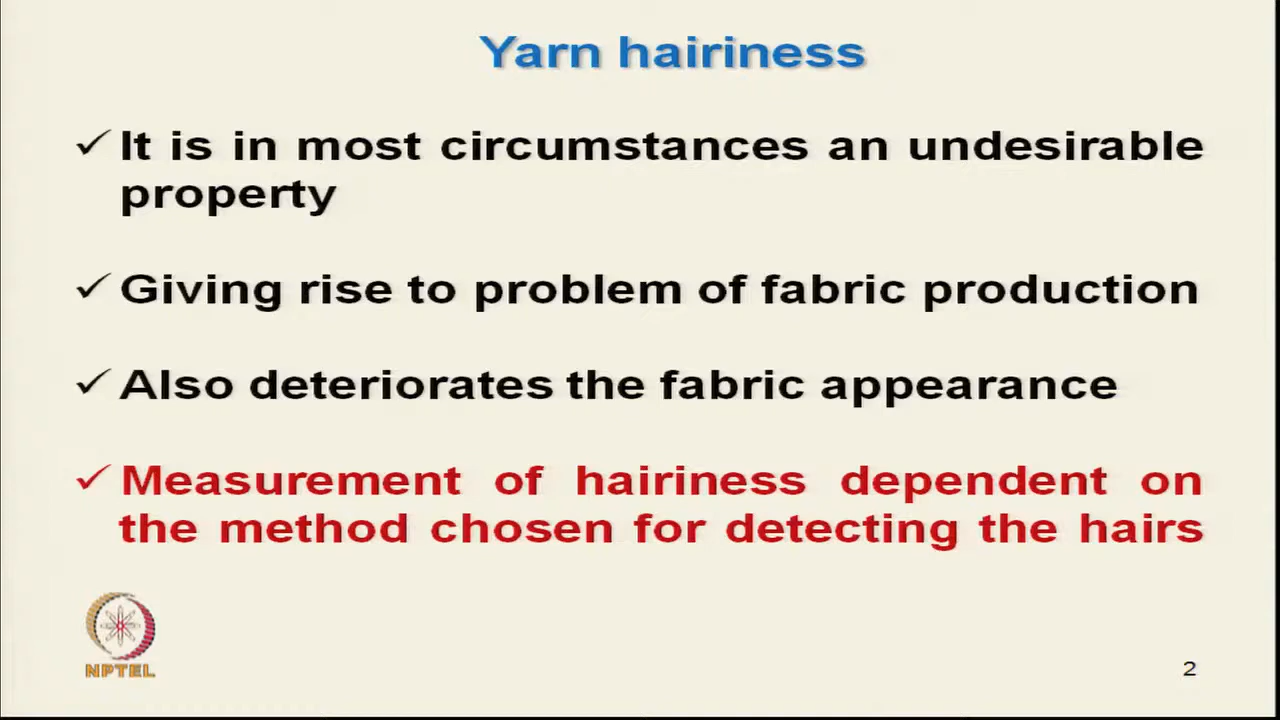 Yarn hairiness
✓ It is in most circumstances an undesirable
property
✓ Giving rise to problem of fabric production
✓ Also deteriorates the fabric appearance
✓ Measurement of hairiness dependent on
the method chosen for detecting the hairs
NPTEL
2